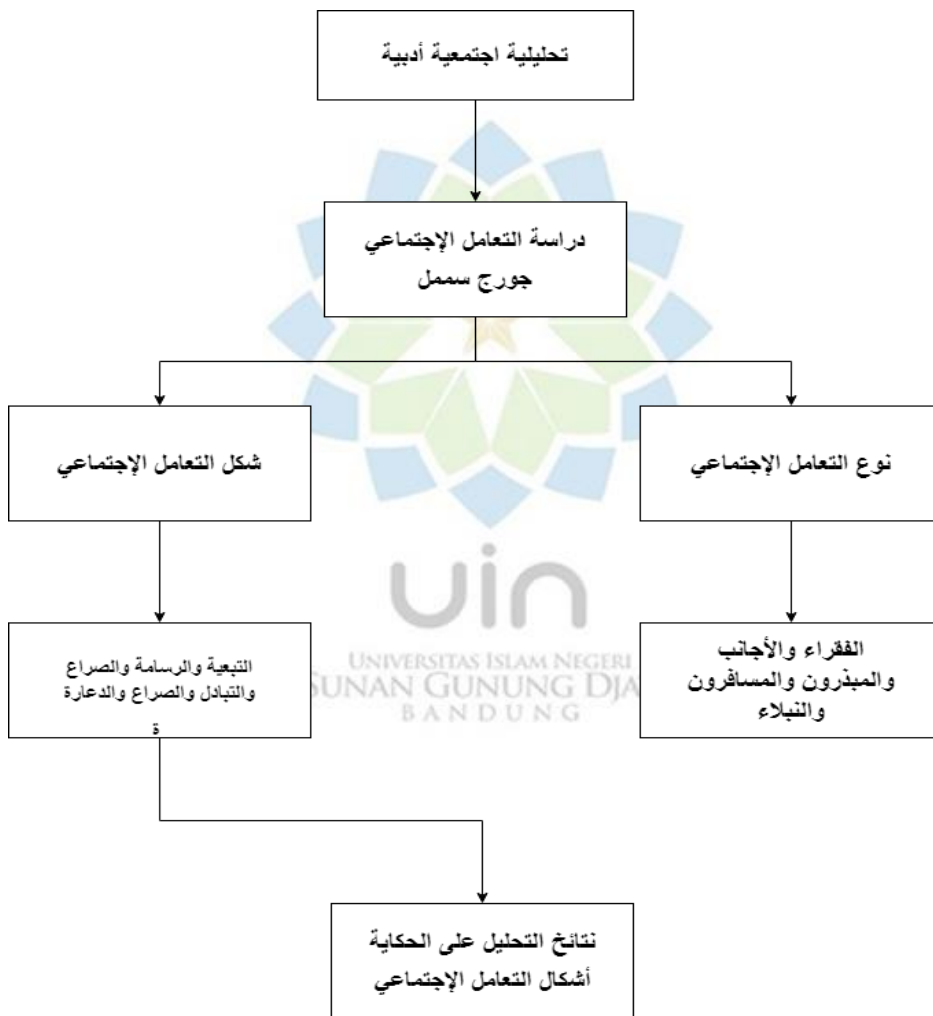 تحليلية اجتمعية أدبية
دراسة التعامل الإجتماعي
جورج سممل
شكل التعامل الإجتماعي
نوع التعامل الإجتماعي
التبعية والرسامة والصراع
والتبادل والصراع والدعارة
ة
الفقراء والأجانب
والمبذرون والمسافرون
والنبلاء
uin
UNIVERSITAS ISLAM NEGERI
SUNAN GUNUNG DJA
BANDUNG
نتائخ التحليل على الحكاية
أشكال التعامل الإجتماعي